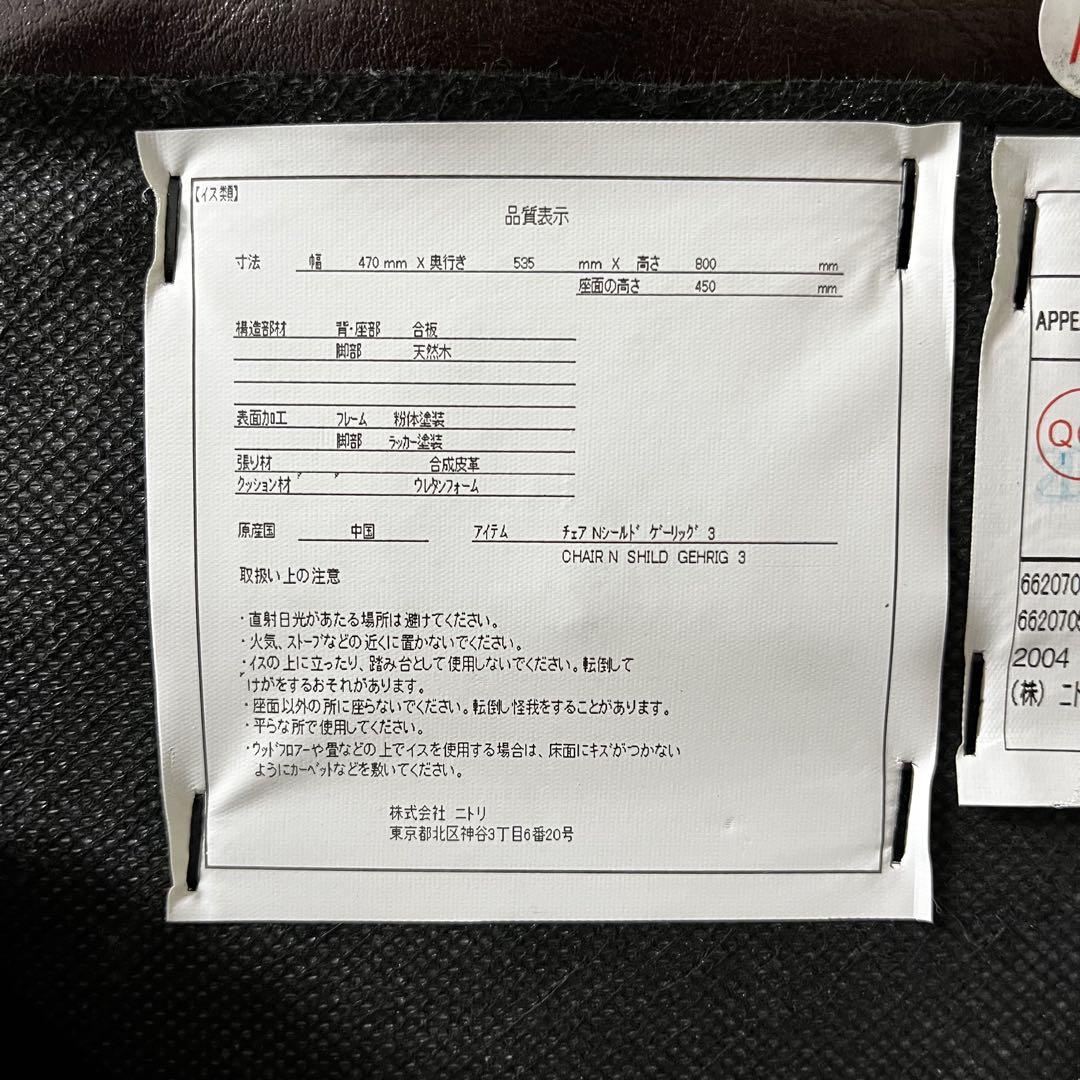 【イス類】
品質表示
寸法 幅 470 mm X 奥行き 535 mm X 高さ 800 mm
座面の高さ 450 mm
構造部材 背・座部 合板
脚部 天然木
表面加工 フレーム 粉体塗装
脚部 ラッカー塗装
張り材 合成皮革
クッション材 ウレタンフォーム
原産国 中国 アイテム チェア Nシールド ゲーリッグ 3
CHAIR N SHILD GEHRIG 3
取扱い上の注意
・直射日光があたる場所は避けてください。
・火気、ストーブなどの近くに置かないでください。
・イスの上に立ったり、踏み台として使用しないでください。転倒して
けがをするおそれがあります。
・座面以外の所に座らないでください。転倒し怪我をすることがあります。
・平らな所で使用してください。
・ウッドフロアーや畳などの上でイスを使用する場合は、床面にキズがつかない
ようにカーペットなどを敷いてください。
株式会社 ニトリ
東京都北区神谷3丁目6番20号
APPE
Q
662070
662070
2004
(株) ニト